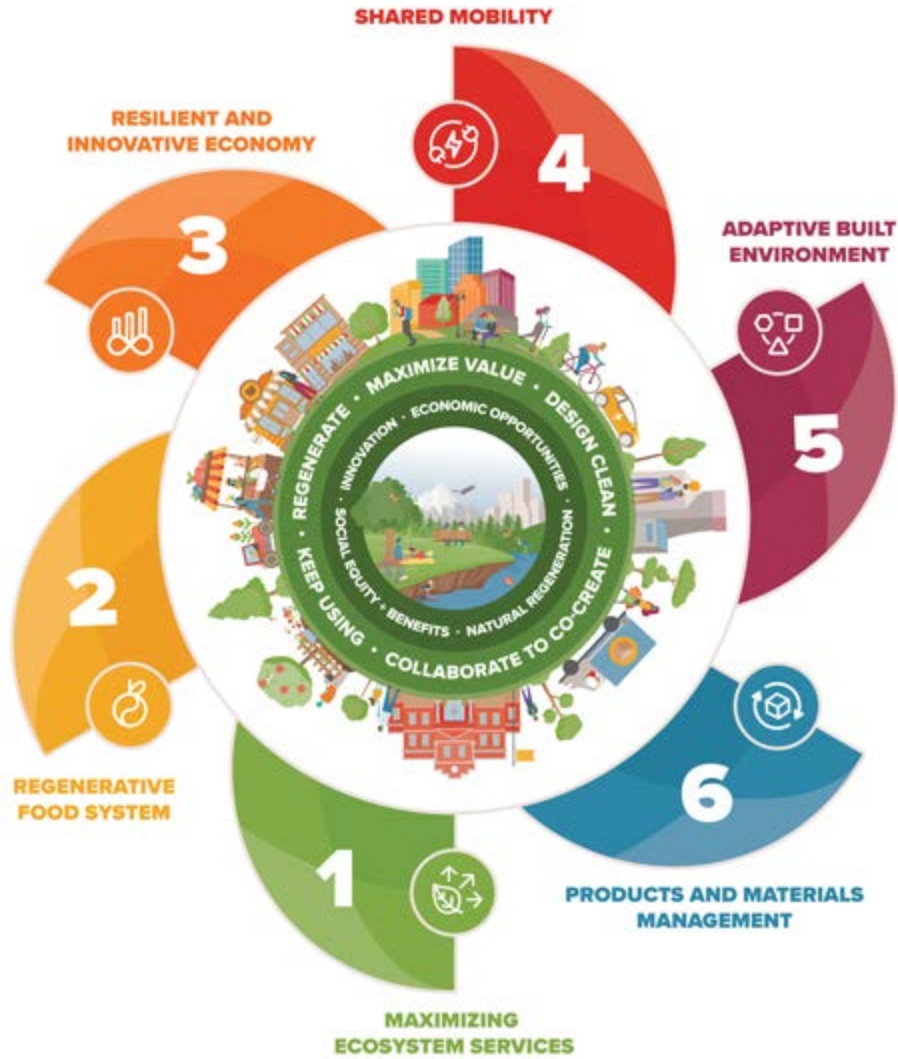 SHARED MOBILITY
4
RESILIENT AND
INNOVATIVE ECONOMY
3
ADAPTIVE BUILT
ENVIRONMENT
5
REGENERATE • MAXIMIZE VALUE • DESIGN CLEAN • COLLABORATE TO CO-CREATE • KEEP USING •
INNOVATION • ECONOMIC OPPORTUNITIES • NATURAL REGENERATION • SOCIAL EQUITY + BENEFITS •
2
REGENERATIVE
FOOD SYSTEM
6
PRODUCTS AND MATERIALS
MANAGEMENT
1
MAXIMIZING
ECOSYSTEM SERVICES